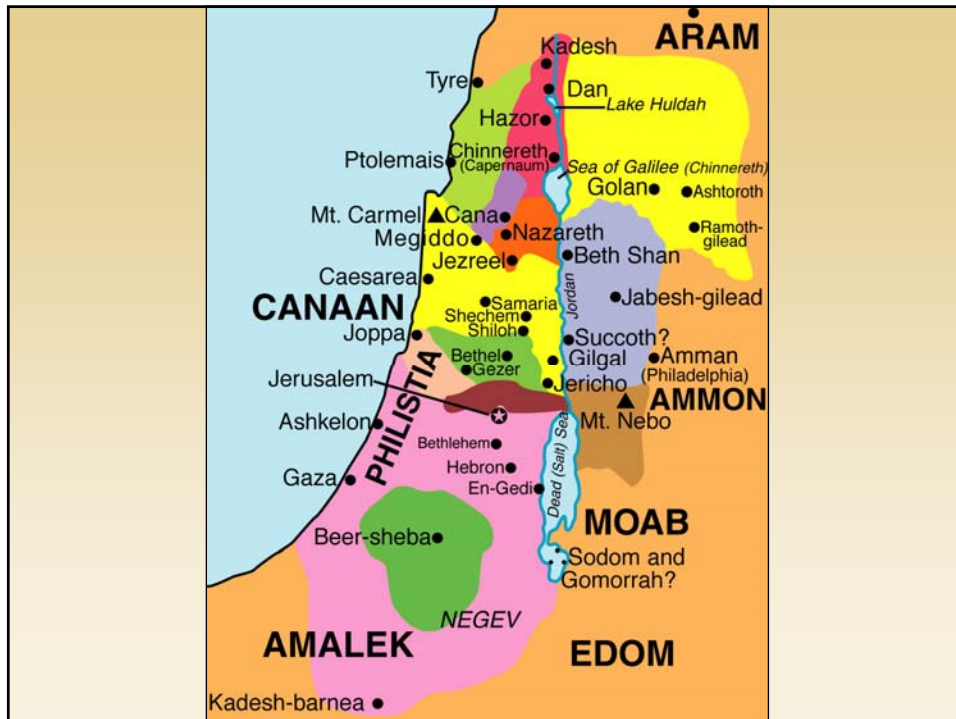 ARAM
Kadesh
Tyre
Dan
Lake Huldah
Hazor
Chinnereth
(Capernaum)
Ptolemais
Sea of Galilee (Chinnereth)
Golan
Ashtoroth
Mt. Carmel
Cana
Ramoth-
gilead
Nazareth
Megiddo
Jezreel
Beth Shan
Caesarea
Jordan
CANAAN
Samaria
Jabesh-gilead
Shechem
Shiloh
Joppa
Succoth?
Bethel
Gilgal
Amman
(Philadelphia)
Gezer
Jerusalem
Jericho
AMMON
PHILISTIA
Mt. Nebo
Ashkelon
Bethlehem
Dead (Salt) Sea
Hebron
Gaza
En-Gedi
MOAB
Beer-sheba
Sodom and
Gomorrah?
NEGEV
AMALEK
EDOM
Kadesh-barnea